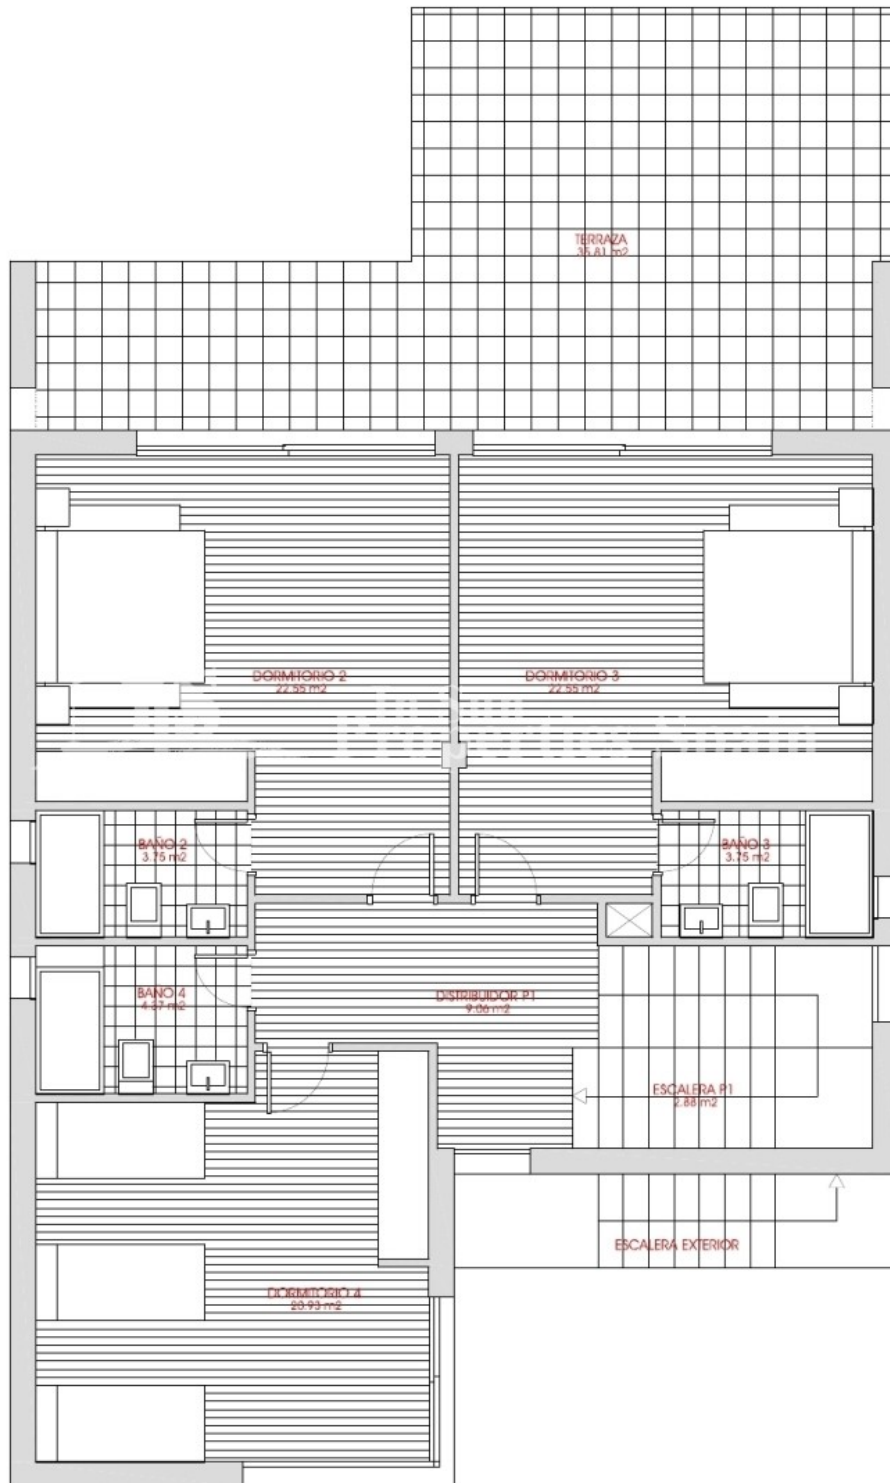 TERRAZA
35.81 m2
DORMITORIO 2
22.55 m2
DORMITORIO 3
22.55 m2
Properties Spain
BAÑO 2
3.75 m2
BAÑO 3
3.75 m2
BAÑO 4
4.37 m2
DISTRIBUIDOR P1
9.06 m2
ESCALERA P1
2.88 m2
ESCALERA EXTERIOR
DORMITORIO 4
20.93 m2